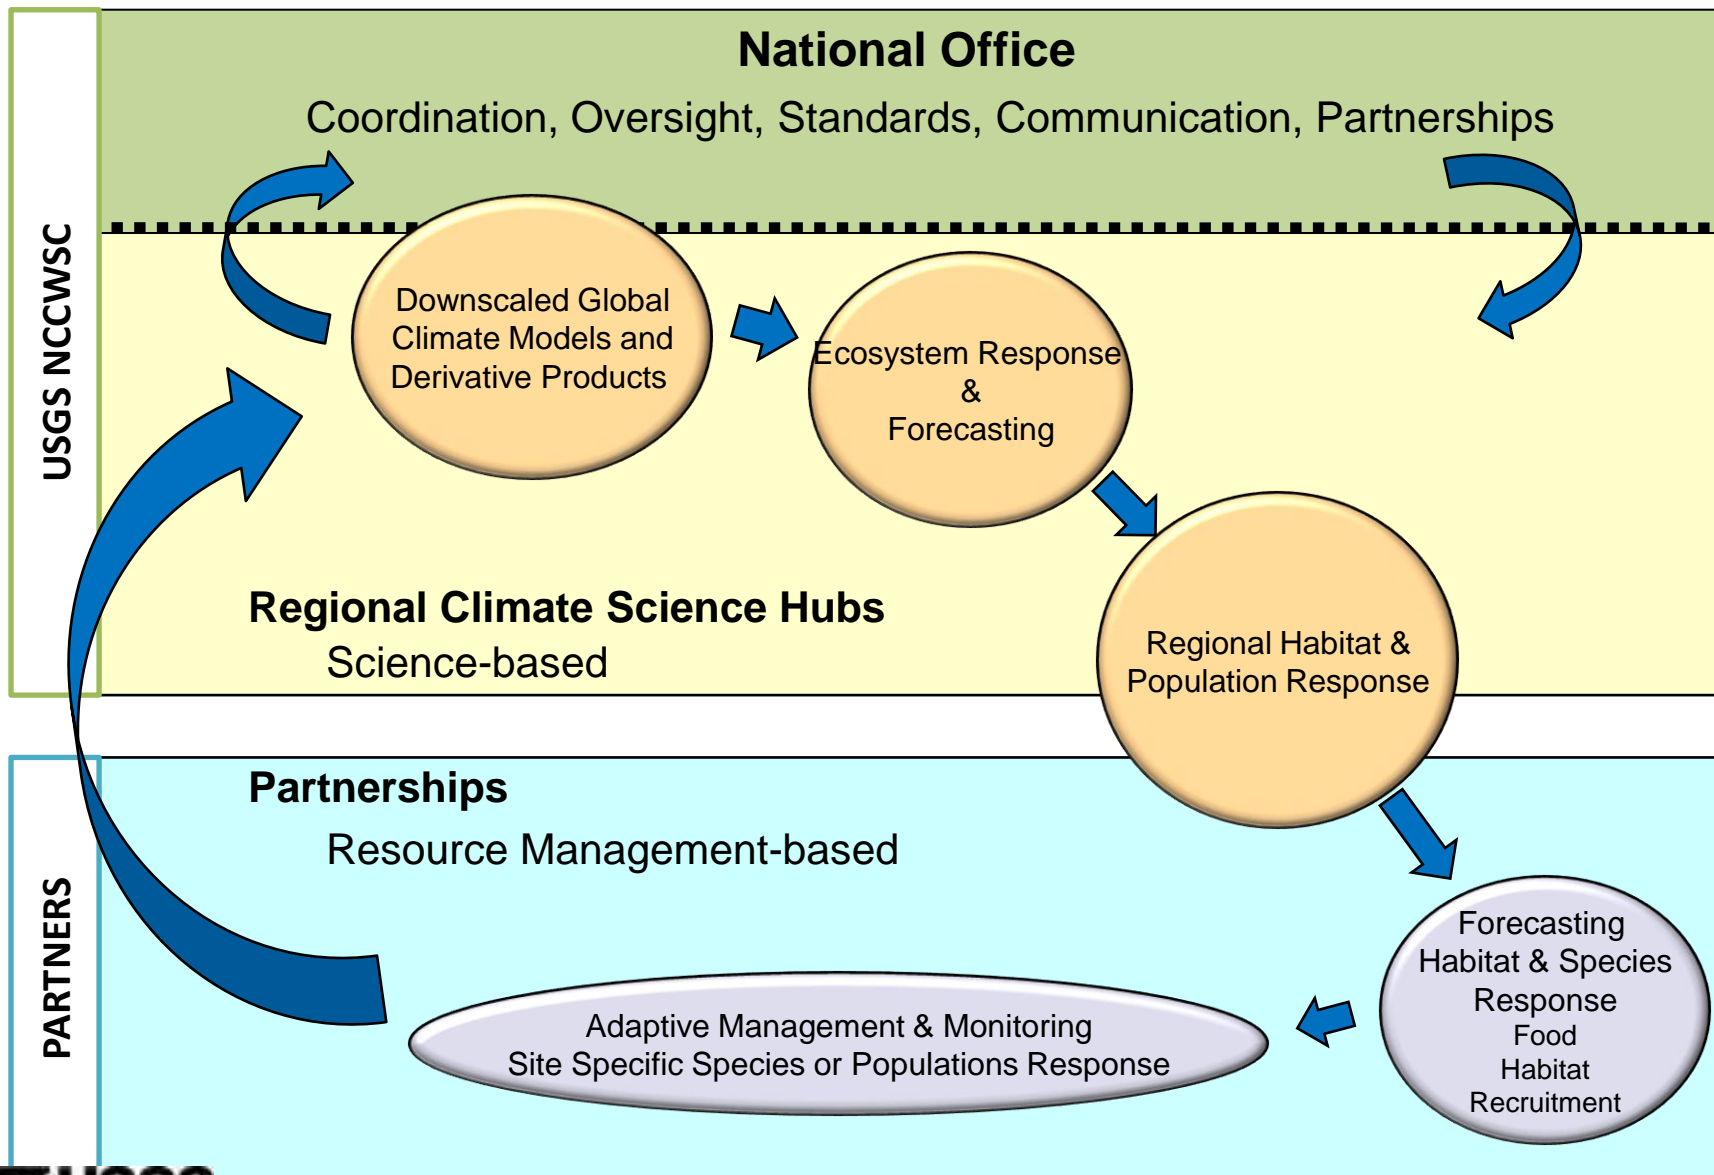 National Office
Coordination, Oversight, Standards, Communication, Partnerships
USGS NCCWSC
Downscaled Global
Climate Models and
Derivative Products
Ecosystem Response
&
Forecasting
Regional Climate Science Hubs
Science-based
Regional Habitat &
Population Response
PARTNERS
Partnerships
Resource Management-based
Forecasting
Habitat & Species
Response
Food
Habitat
Recruitment
Adaptive Management & Monitoring
Site Specific Species or Populations Response